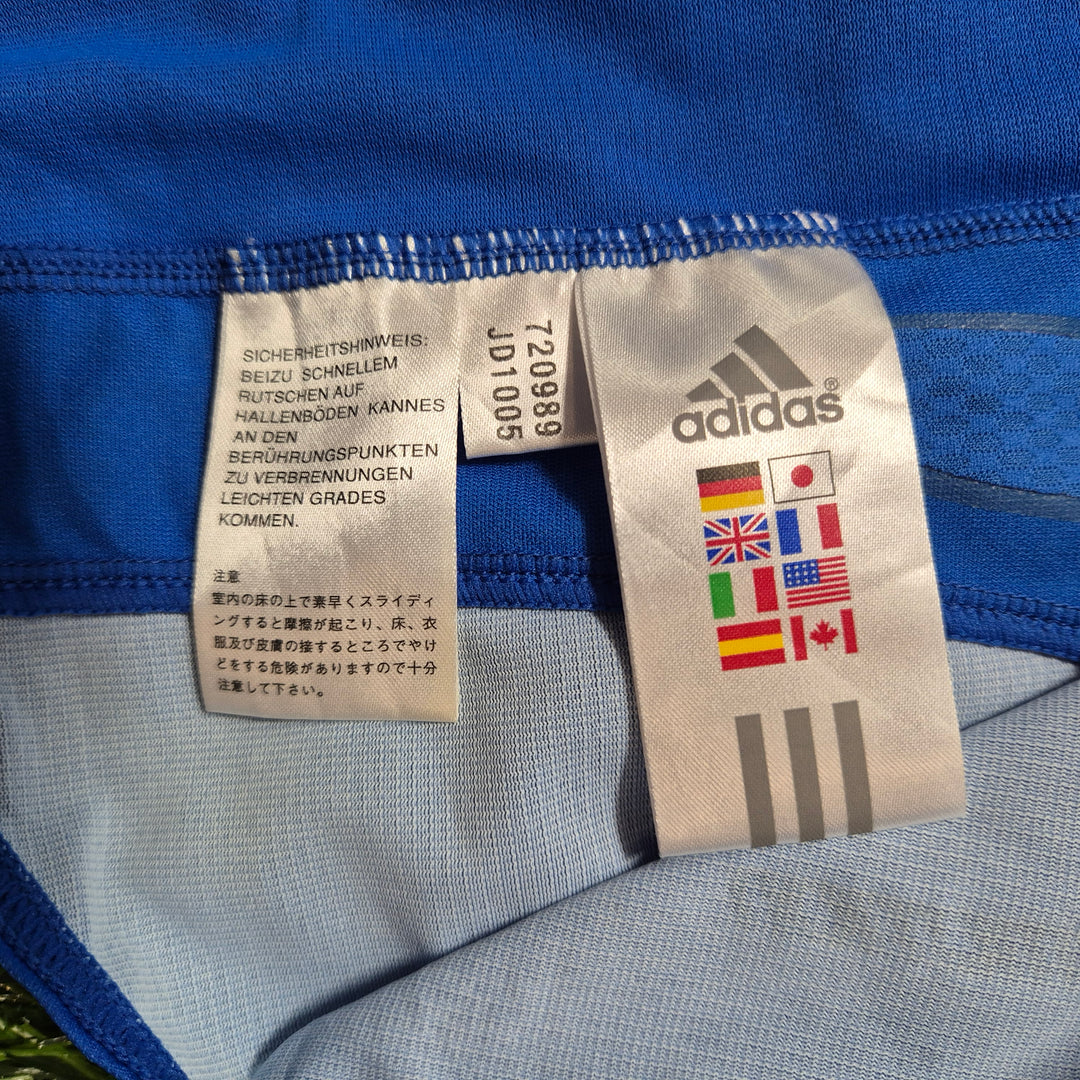 SICHERHEITSHINWEIS:
BEIZU SCHNELLEM
RUTSCHEN AUF
HALLENBÖDEN KANNES
AN DEN
BERÜHRUNGSPUNKTEN
ZU VERBRENNUNGEN
LEICHTEN GRADES
KOMMEN.
注意
室内の床の上で素早くスライディ
ングすると摩擦が起こり、床、衣
服及び皮膚の接するところでやけ
どをする危険がありますので十分
注意して下さい。
720989
JD1005
adidas®